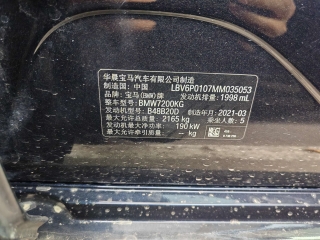 华晨宝马汽车有限公司制造
制造国：中国 LBV6P0107MM035053
品牌：宝马(BMW)牌 发动机排量：1998 mL
整车型号：BMW7200KG
发动机型号：B48B20D 制造年月：2021-03
最大允许总质量：2165 kg 乘坐人数：5
发动机最大净功率：190 kW